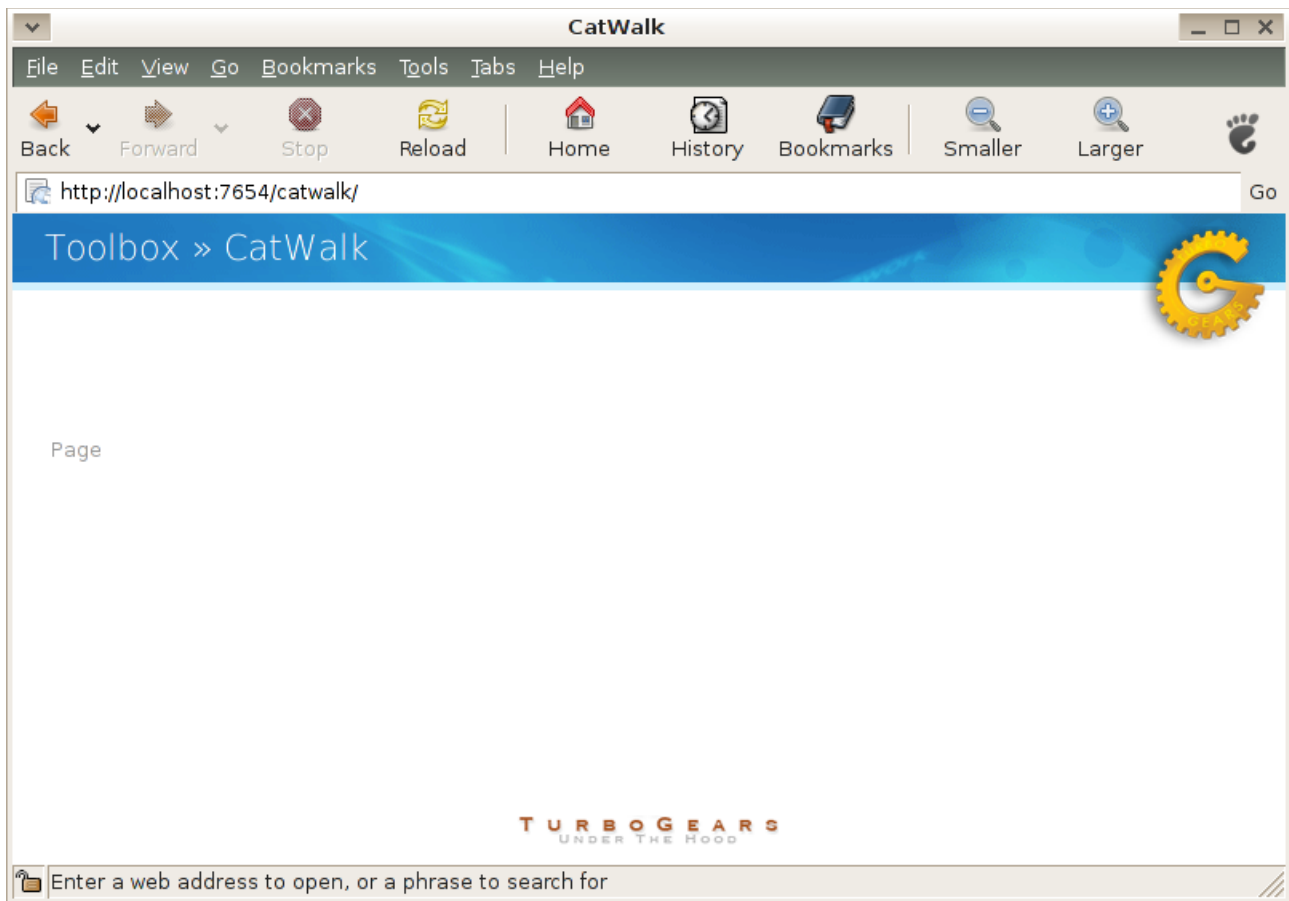 CatWalk
File Edit View Go Bookmarks Tools Tabs Help
Back Forward Stop Reload Home History Bookmarks Smaller Larger
http://localhost:7654/catwalk/ Go
Toolbox » CatWalk
GEARS
Page
TURBOGEARS
UNDER THE HOOD
Enter a web address to open, or a phrase to search for